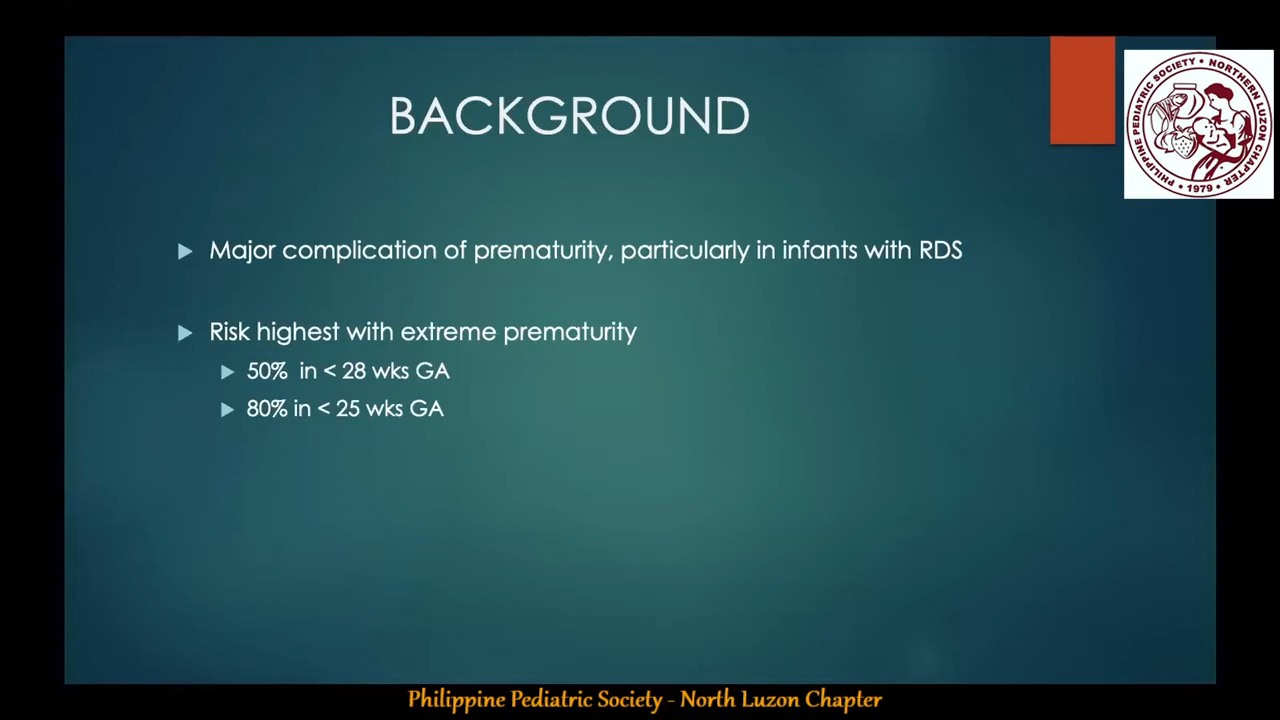 BACKGROUND
PHILIPPINE PEDIATRIC SOCIETY • NORTHERN LUZON CHAPTER
• 1979 •
Major complication of prematurity, particularly in infants with RDS
Risk highest with extreme prematurity
50% in < 28 wks GA
80% in < 25 wks GA
Philippine Pediatric Society - North Luzon Chapter